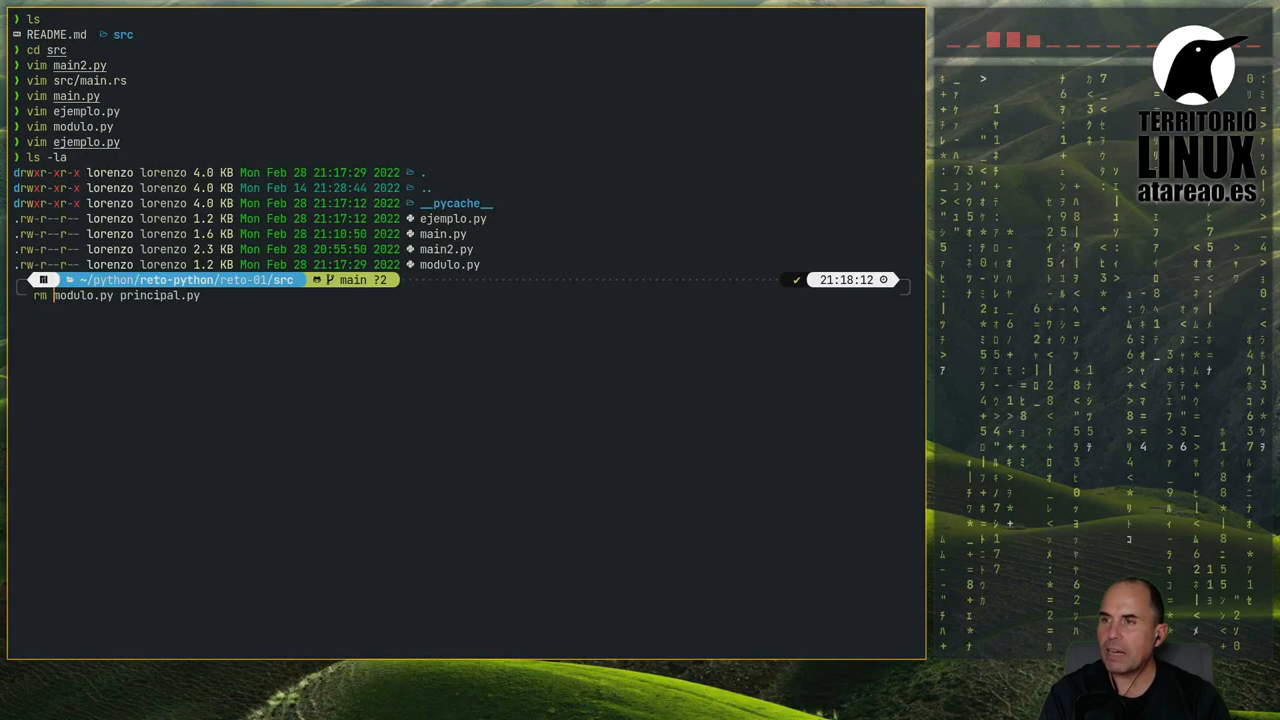 ❯ ls
README.md src
❯ cd src
❯ vim main2.py
❯ vim src/main.rs
❯ vim main.py
❯ vim ejemplo.py
❯ vim modulo.py
❯ vim ejemplo.py
❯ ls -la
drwxr-xr-x lorenzo lorenzo 4.0 KB Mon Feb 28 21:17:29 2022 .
drwxr-xr-x lorenzo lorenzo 4.0 KB Mon Feb 14 21:28:44 2022 ..
drwxr-xr-x lorenzo lorenzo 4.0 KB Mon Feb 28 21:17:12 2022 __pycache__
.rw-r--r-- lorenzo lorenzo 1.2 KB Mon Feb 28 21:17:12 2022 ejemplo.py
.rw-r--r-- lorenzo lorenzo 1.6 KB Mon Feb 28 21:10:50 2022 main.py
.rw-r--r-- lorenzo lorenzo 2.3 KB Mon Feb 28 20:55:50 2022 main2.py
.rw-r--r-- lorenzo lorenzo 1.2 KB Mon Feb 28 21:17:29 2022 modulo.py
~/python/reto-python/reto-01/src main ?2 ✔ 21:18:12
rm modulo.py principal.py
TERRITORIO
LINUX
atareao.es